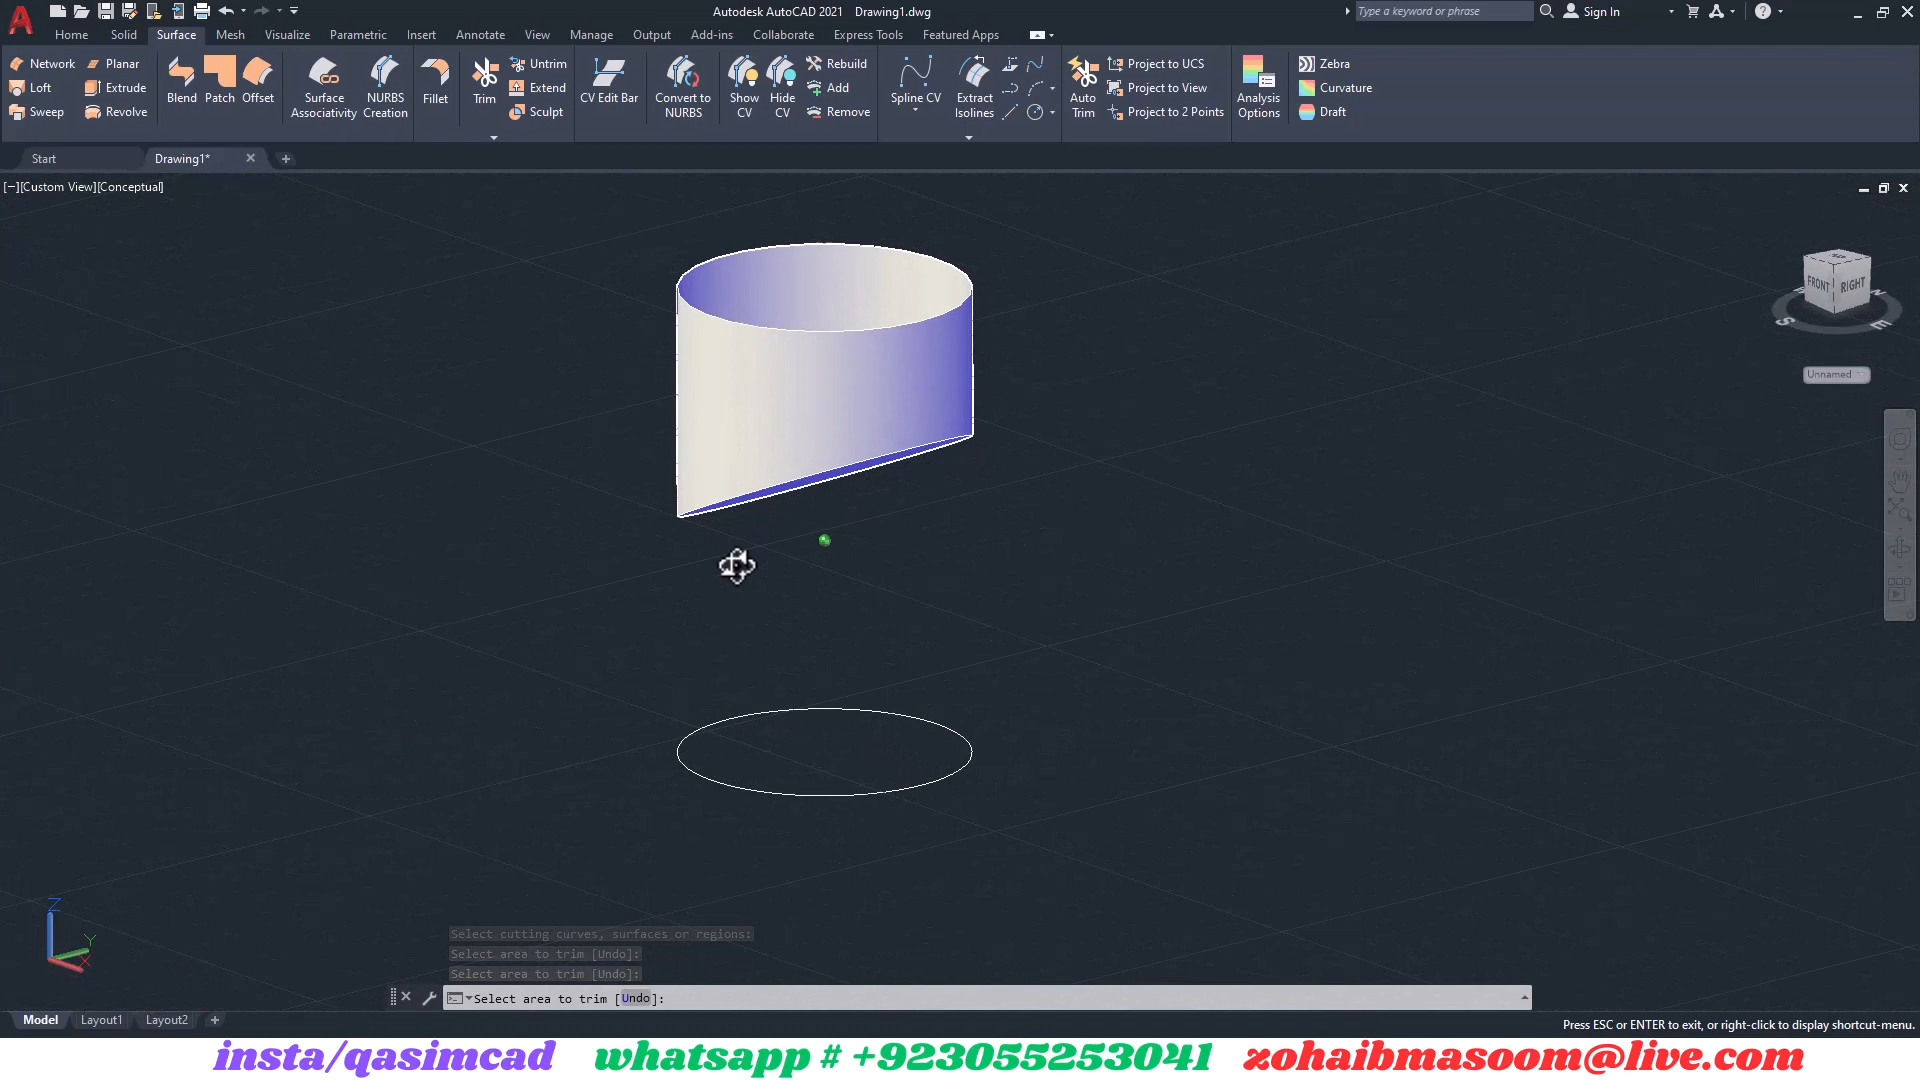 Autodesk AutoCAD 2021 Drawing1.dwg
Type a keyword or phrase
Sign In
Home Solid Surface Mesh Visualize Parametric Insert Annotate View Manage Output Add-ins Collaborate Express Tools Featured Apps
Network Planar
Loft Extrude
Sweep Revolve
Blend Patch Offset
Surface Associativity
NURBS Creation
Fillet
Trim
Untrim
Extend
Sculpt
CV Edit Bar
Convert to NURBS
Show CV
Hide CV
Rebuild
Add
Remove
Spline CV
Extract Isolines
Auto Trim
Project to UCS
Project to View
Project to 2 Points
Analysis Options
Zebra
Curvature
Draft
Start Drawing1*
[−][Custom View][Conceptual]
FRONT RIGHT
S E
Unnamed
Z
Y
X
Select cutting curves, surfaces or regions:
Select area to trim [Undo]:
Select area to trim [Undo]:
Select area to trim [Undo]:
Model Layout1 Layout2
Press ESC or ENTER to exit, or right-click to display shortcut-menu.
insta/qasimcad whatsapp # +923055253041 zohaibmasoom@live.com